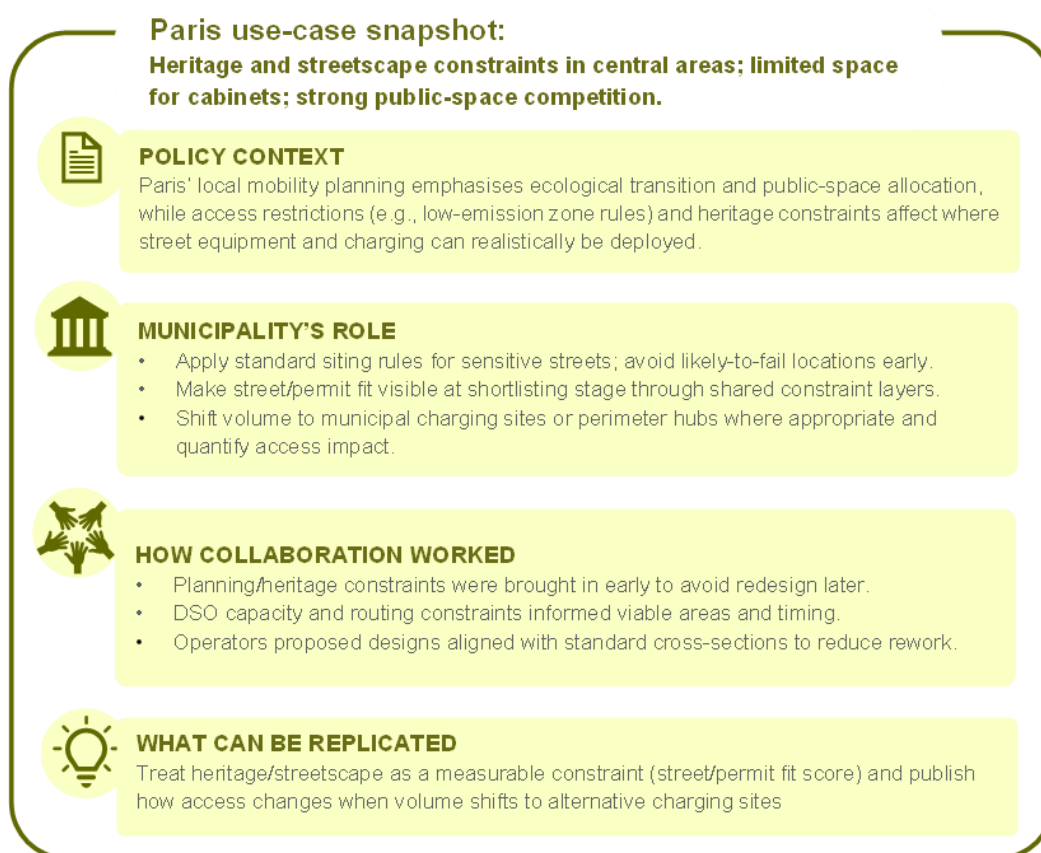 Paris use-case snapshot:
Heritage and streetscape constraints in central areas; limited space
for cabinets; strong public-space competition.
POLICY CONTEXT
Paris' local mobility planning emphasises ecological transition and public-space allocation,
while access restrictions (e.g., low-emission zone rules) and heritage constraints affect where
street equipment and charging can realistically be deployed.
MUNICIPALITY'S ROLE
• Apply standard siting rules for sensitive streets; avoid likely-to-fail locations early.
• Make street/permit fit visible at shortlisting stage through shared constraint layers.
• Shift volume to municipal charging sites or perimeter hubs where appropriate and
quantify access impact.
HOW COLLABORATION WORKED
• Planning/heritage constraints were brought in early to avoid redesign later.
• DSO capacity and routing constraints informed viable areas and timing.
• Operators proposed designs aligned with standard cross-sections to reduce rework.
WHAT CAN BE REPLICATED
Treat heritage/streetscape as a measurable constraint (street/permit fit score) and publish
how access changes when volume shifts to alternative charging sites